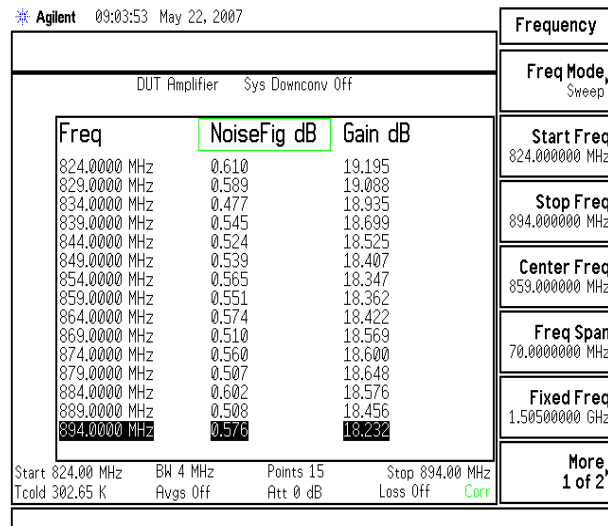 Agilent 09:03:53 May 22, 2007
DUT Amplifier Sys Downconv Off
Freq NoiseFig dB Gain dB
824.0000 MHz 0.610 19.195
829.0000 MHz 0.589 19.088
834.0000 MHz 0.477 18.935
839.0000 MHz 0.545 18.699
844.0000 MHz 0.524 18.525
849.0000 MHz 0.539 18.407
854.0000 MHz 0.565 18.347
859.0000 MHz 0.551 18.362
864.0000 MHz 0.574 18.422
869.0000 MHz 0.510 18.569
874.0000 MHz 0.560 18.600
879.0000 MHz 0.507 18.648
884.0000 MHz 0.602 18.576
889.0000 MHz 0.508 18.456
894.0000 MHz 0.576 18.232
Start 824.00 MHz BW 4 MHz Points 15 Stop 894.00 MHz
Tcold 302.65 K Avgs Off Att 0 dB Loss Off Corr
Frequency
Freq Mode
Sweep
Start Freq
824.000000 MHz
Stop Freq
894.000000 MHz
Center Freq
859.000000 MHz
Freq Span
70.0000000 MHz
Fixed Freq
1.50500000 GHz
More
1 of 2